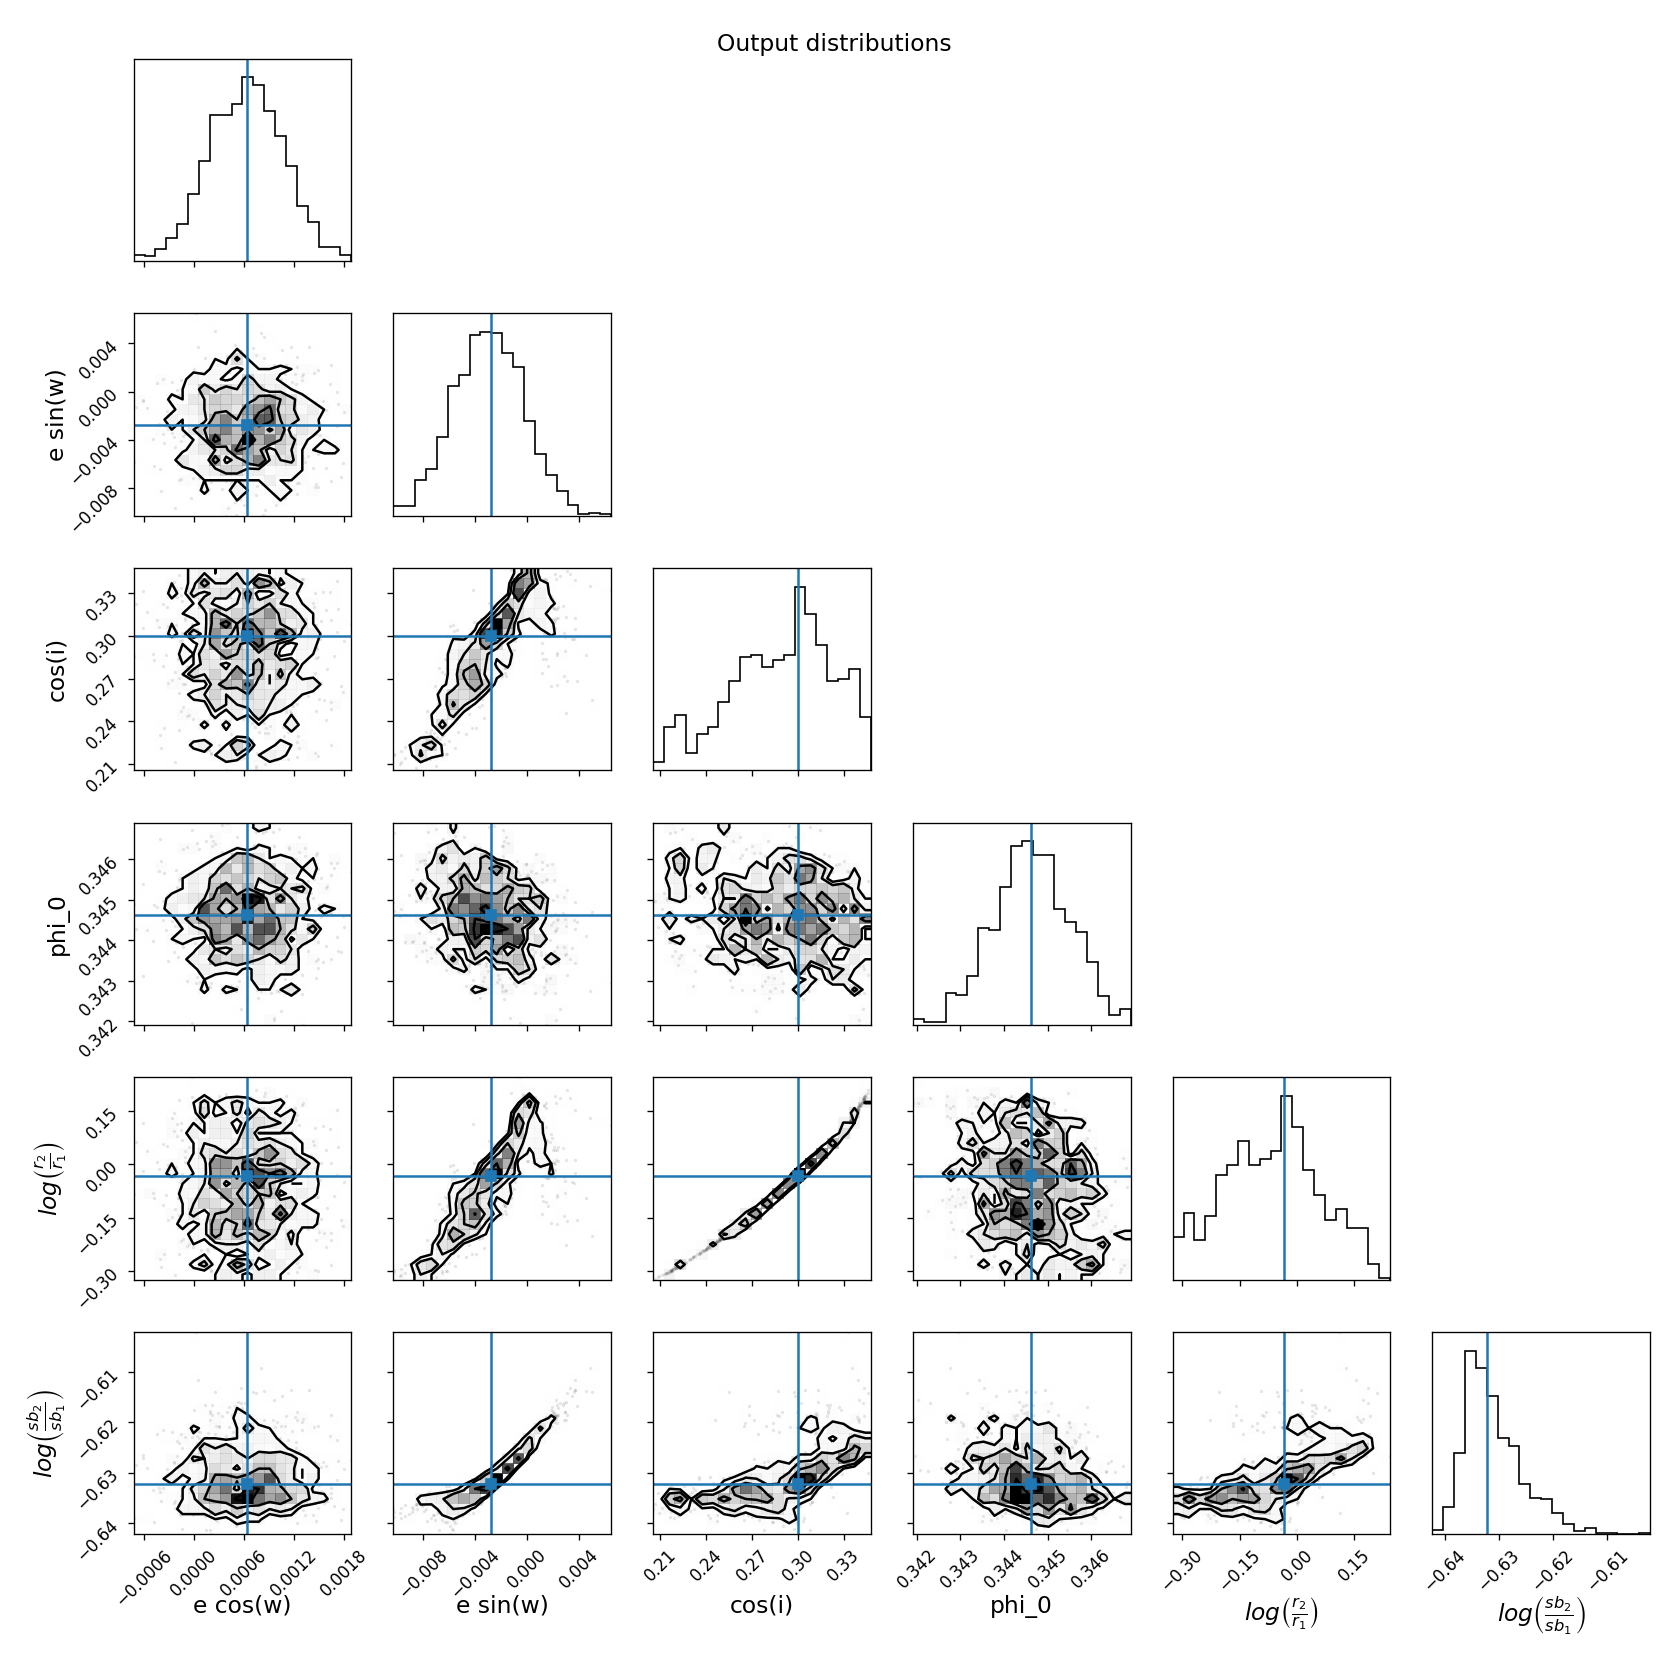 Output distributions
e sin(w)
0.004
0.000
−0.004
−0.008
cos(i)
0.33
0.30
0.27
0.24
0.21
phi_0
0.346
0.345
0.344
0.343
0.342
log(r2/r1)
0.15
0.00
−0.15
−0.30
log(sb2/sb1)
−0.61
−0.62
−0.63
−0.64
−0.0006 0.0000 0.0006 0.0012 0.0018
e cos(w)
−0.008 −0.004 0.000 0.004
e sin(w)
0.21 0.24 0.27 0.30 0.33
cos(i)
0.342 0.343 0.344 0.345 0.346
phi_0
−0.30 −0.15 0.00 0.15
log(r2/r1)
−0.64 −0.63 −0.62 −0.61
log(sb2/sb1)